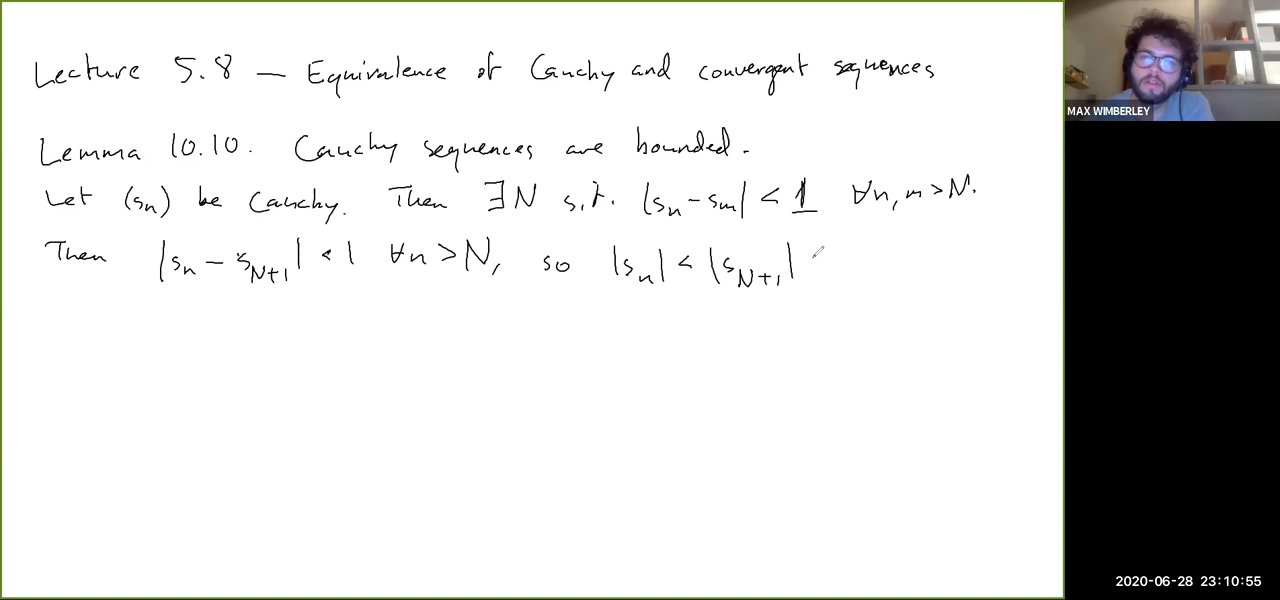 Lecture 5.8 — Equivalence of Cauchy and convergent sequences
MAX WIMBERLEY
Lemma 10.10. Cauchy sequences are bounded.
Let (sₙ) be Cauchy. Then ∃N s.t. |sₙ − sₘ| < 1 ∀n, m > N.
Then |sₙ − s_{N+1}| < 1 ∀n > N, so |sₙ| < |s_{N+1}|
2020-06-28 23:10:55